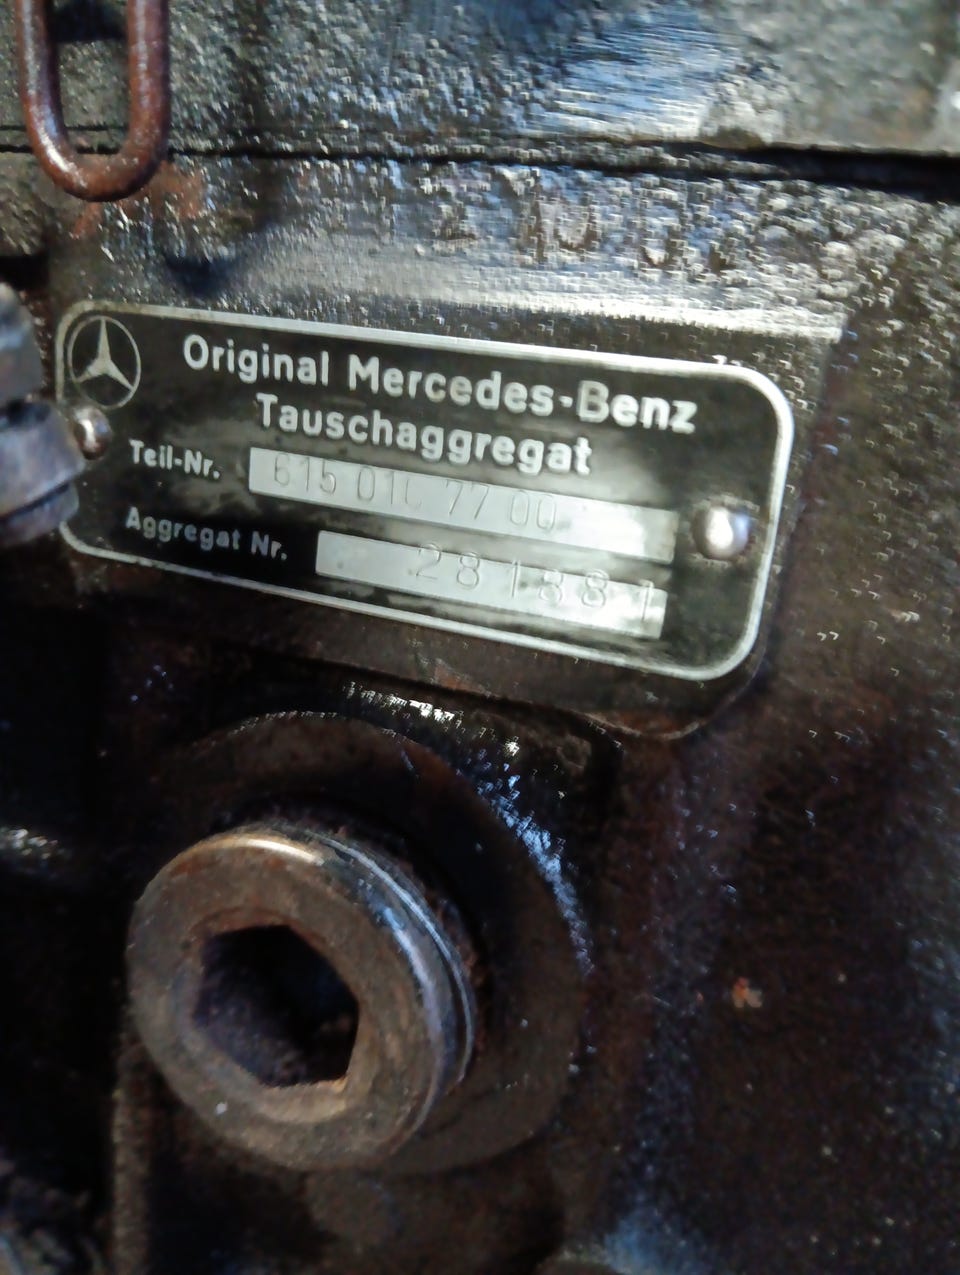 Original Mercedes-Benz
Tauschaggregat
Teil-Nr. 615 010 77 00
Aggregat Nr. 281881